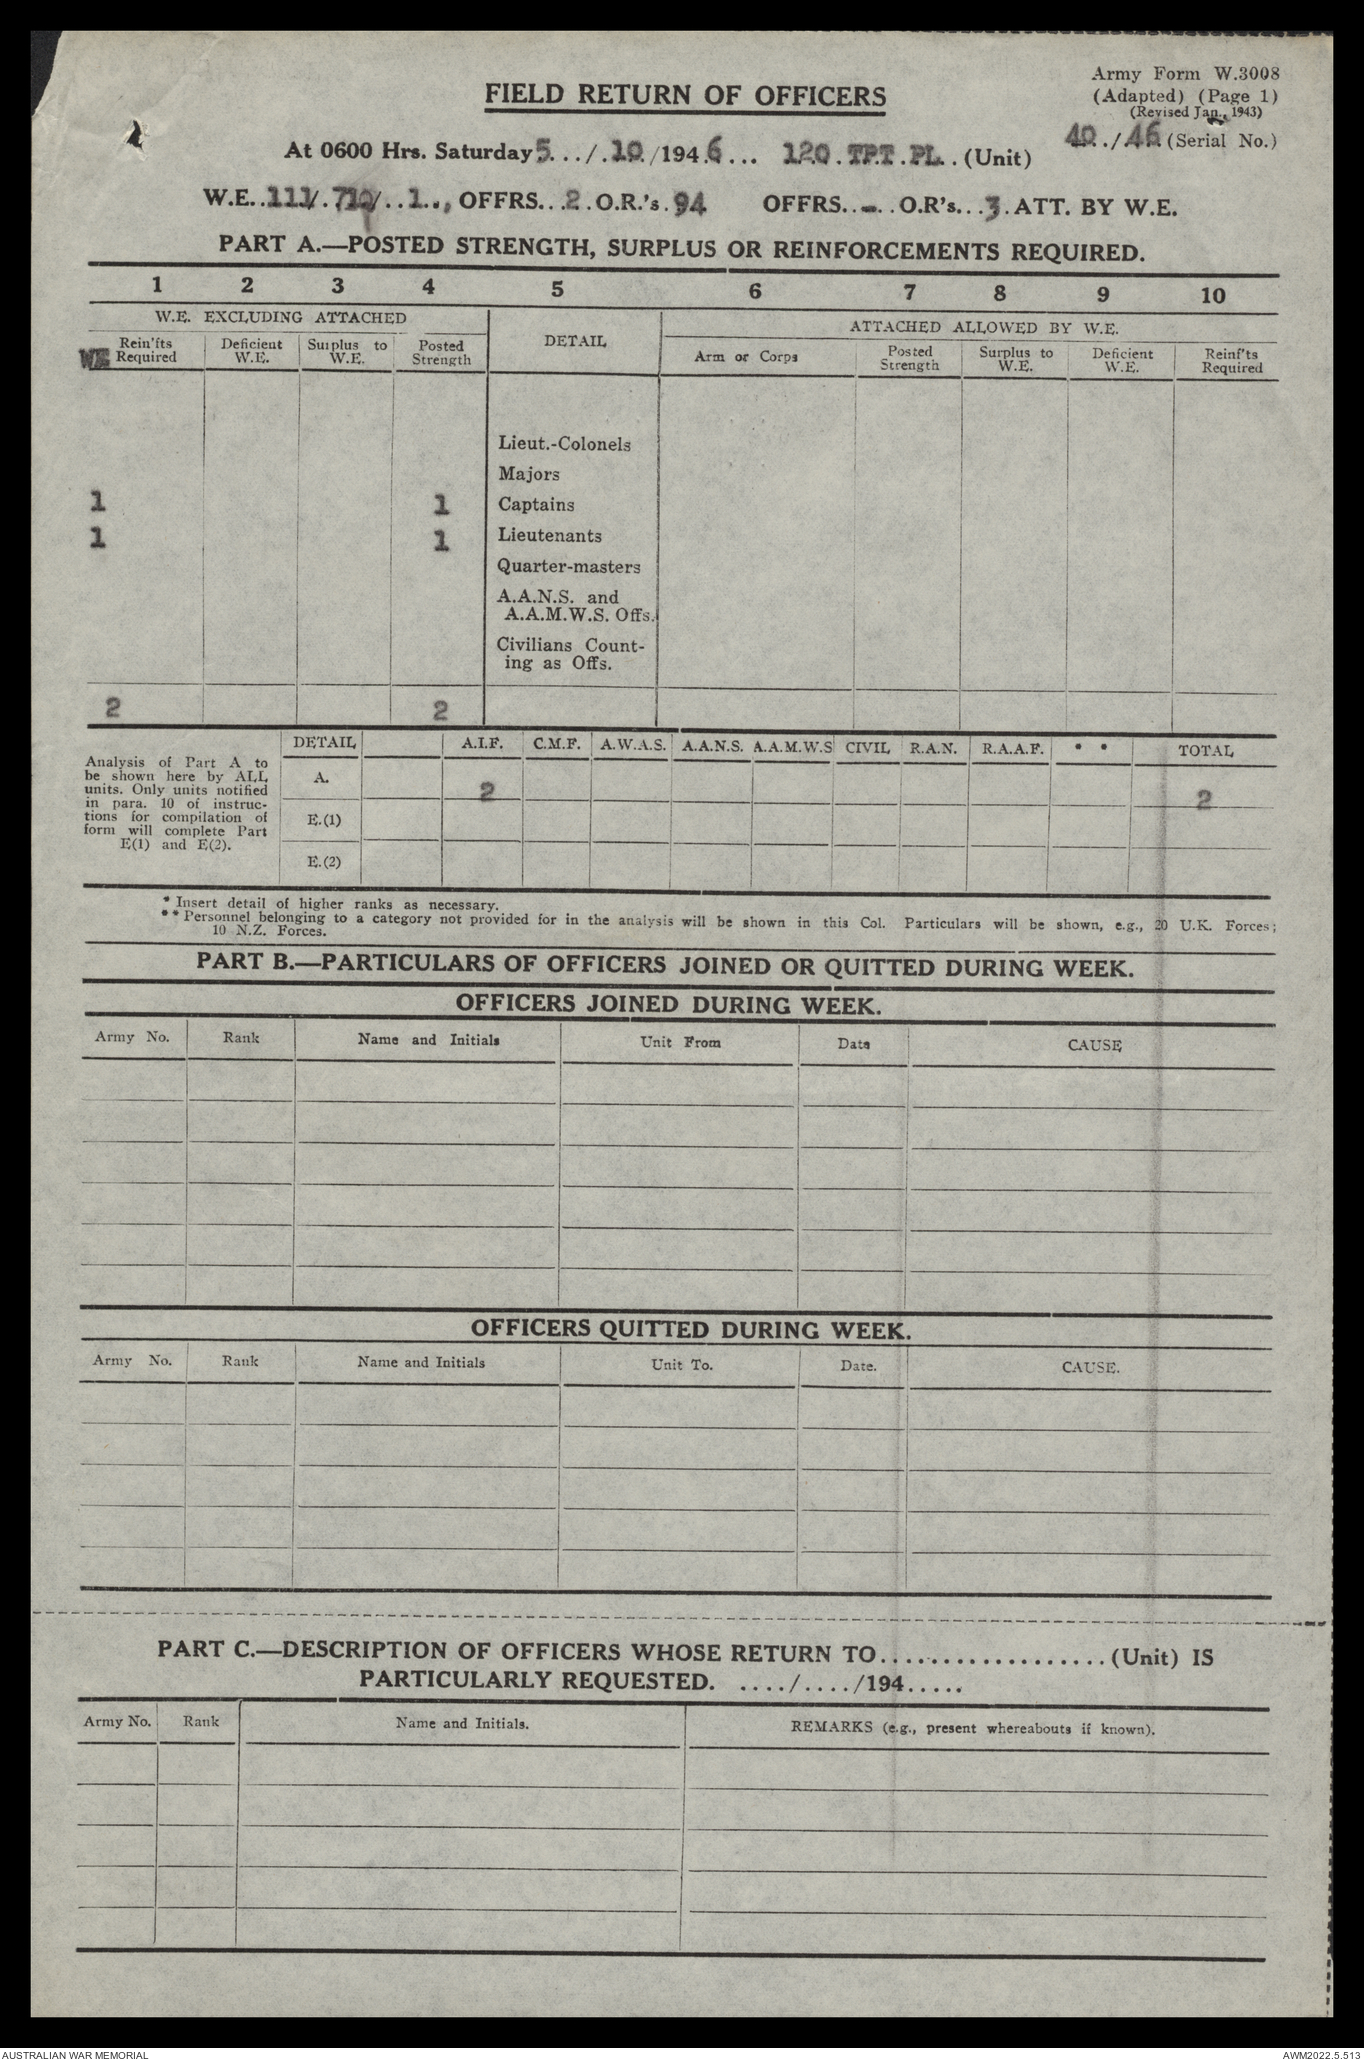 Army Form W.3008
FIELD RETURN OF OFFICERS
(Adapted) (Page 1)
(Revised Jan., 1943)
40../46 (Serial No.)
At 0600 Hrs. Saturday 5.../.10./194.6... 120.TPT.PL..(Unit)
W.E..111/.710/..1.., OFFRS...2.O.R.'s.94 OFFRS..-..O.R's...3.ATT. BY W.E.
PART A.—POSTED STRENGTH, SURPLUS OR REINFORCEMENTS REQUIRED.
1 2 3 4 5 6 7 8 9 10
W.E. EXCLUDING ATTACHED DETAIL ATTACHED ALLOWED BY W.E.
WE Rein'fts Required Deficient W.E. Surplus to W.E. Posted Strength Arm or Corps Posted Strength Surplus to W.E. Deficient W.E. Reinf'ts Required
Lieut.-Colonels
Majors
1 1 Captains
1 1 Lieutenants
Quarter-masters
A.A.N.S. and
A.A.M.W.S. Offs.
Civilians Count-
ing as Offs.
2 2
DETAIL A.I.F. C.M.F. A.W.A.S. A.A.N.S. A.A.M.W.S CIVIL R.A.N. R.A.A.F. * * TOTAL
Analysis of Part A to
be shown here by ALL
units. Only units notified
in para. 10 of instruc-
tions for compilation of
form will complete Part
E(1) and E(2).
A. 2 2
E.(1)
E.(2)
* Insert detail of higher ranks as necessary.
** Personnel belonging to a category not provided for in the analysis will be shown in this Col. Particulars will be shown, e.g., 20 U.K. Forces;
10 N.Z. Forces.
PART B.—PARTICULARS OF OFFICERS JOINED OR QUITTED DURING WEEK.
OFFICERS JOINED DURING WEEK.
Army No. Rank Name and Initials Unit From Date CAUSE
OFFICERS QUITTED DURING WEEK.
Army No. Rank Name and Initials Unit To. Date. CAUSE.
PART C.—DESCRIPTION OF OFFICERS WHOSE RETURN TO..................(Unit) IS
PARTICULARLY REQUESTED. ..../..../194.....
Army No. Rank Name and Initials. REMARKS (e.g., present whereabouts if known).
AUSTRALIAN WAR MEMORIAL AWM2022.5.513